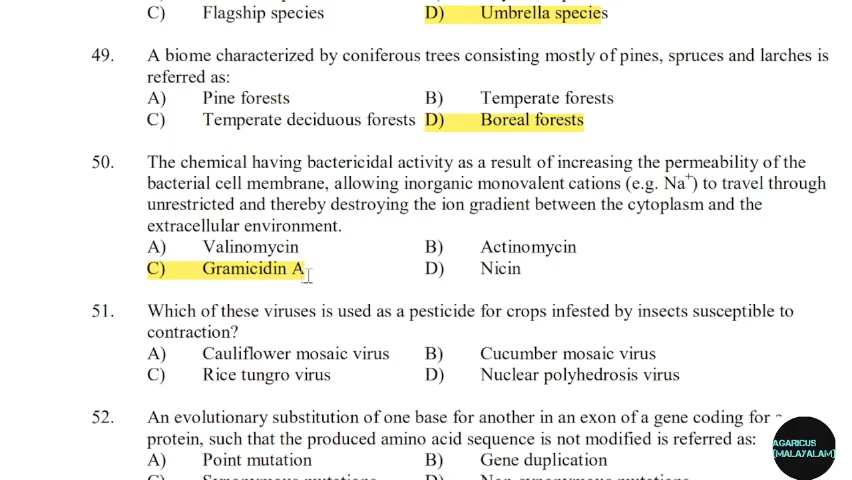 C) Flagship species D) Umbrella species
49. A biome characterized by coniferous trees consisting mostly of pines, spruces and larches is
referred as:
A) Pine forests B) Temperate forests
C) Temperate deciduous forests D) Boreal forests
50. The chemical having bactericidal activity as a result of increasing the permeability of the
bacterial cell membrane, allowing inorganic monovalent cations (e.g. Na⁺) to travel through
unrestricted and thereby destroying the ion gradient between the cytoplasm and the
extracellular environment.
A) Valinomycin B) Actinomycin
C) Gramicidin A D) Nicin
51. Which of these viruses is used as a pesticide for crops infested by insects susceptible to
contraction?
A) Cauliflower mosaic virus B) Cucumber mosaic virus
C) Rice tungro virus D) Nuclear polyhedrosis virus
52. An evolutionary substitution of one base for another in an exon of a gene coding for
protein, such that the produced amino acid sequence is not modified is referred as:
A) Point mutation B) Gene duplication
C) Synonymous mutations D) Non-synonymous mutations
AGARICUS
[MALAYALAM]